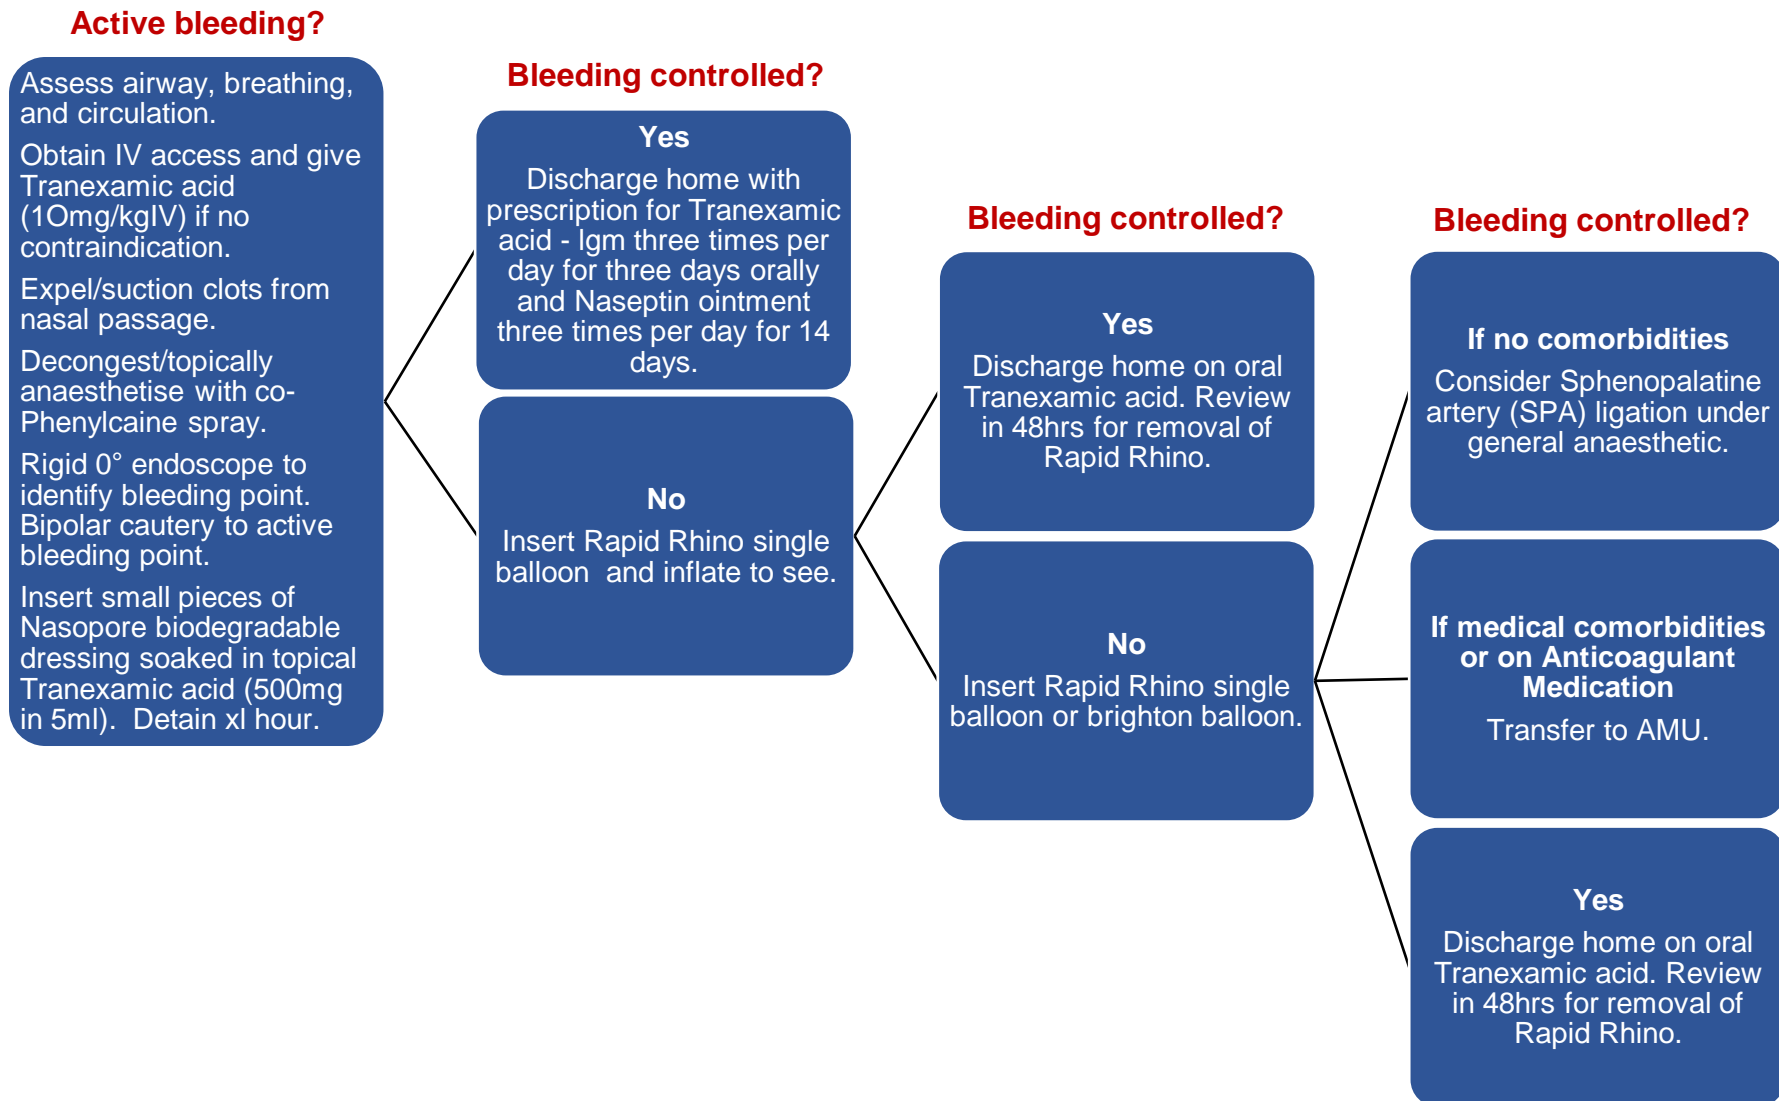 Active bleeding?
Assess airway, breathing,
and circulation.
Obtain IV access and give
Tranexamic acid
(1Omg/kgIV) if no
contraindication.
Expel/suction clots from
nasal passage.
Decongest/topically
anaesthetise with co-
Phenylcaine spray.
Rigid 0° endoscope to
identify bleeding point.
Bipolar cautery to active
bleeding point.
Insert small pieces of
Nasopore biodegradable
dressing soaked in topical
Tranexamic acid (500mg
in 5ml).  Detain xl hour.
Bleeding controlled?
Yes
Discharge home with
prescription for Tranexamic
acid - lgm three times per
day for three days orally
and Naseptin ointment
three times per day for 14
days.
No
Insert Rapid Rhino single
balloon  and inflate to see.
Bleeding controlled?
Yes
Discharge home on oral
Tranexamic acid. Review
in 48hrs for removal of
Rapid Rhino.
No
Insert Rapid Rhino single
balloon or brighton balloon.
Bleeding controlled?
If no comorbidities
Consider Sphenopalatine
artery (SPA) ligation under
general anaesthetic.
If medical comorbidities
or on Anticoagulant
Medication
Transfer to AMU.
Yes
Discharge home on oral
Tranexamic acid. Review
in 48hrs for removal of
Rapid Rhino.